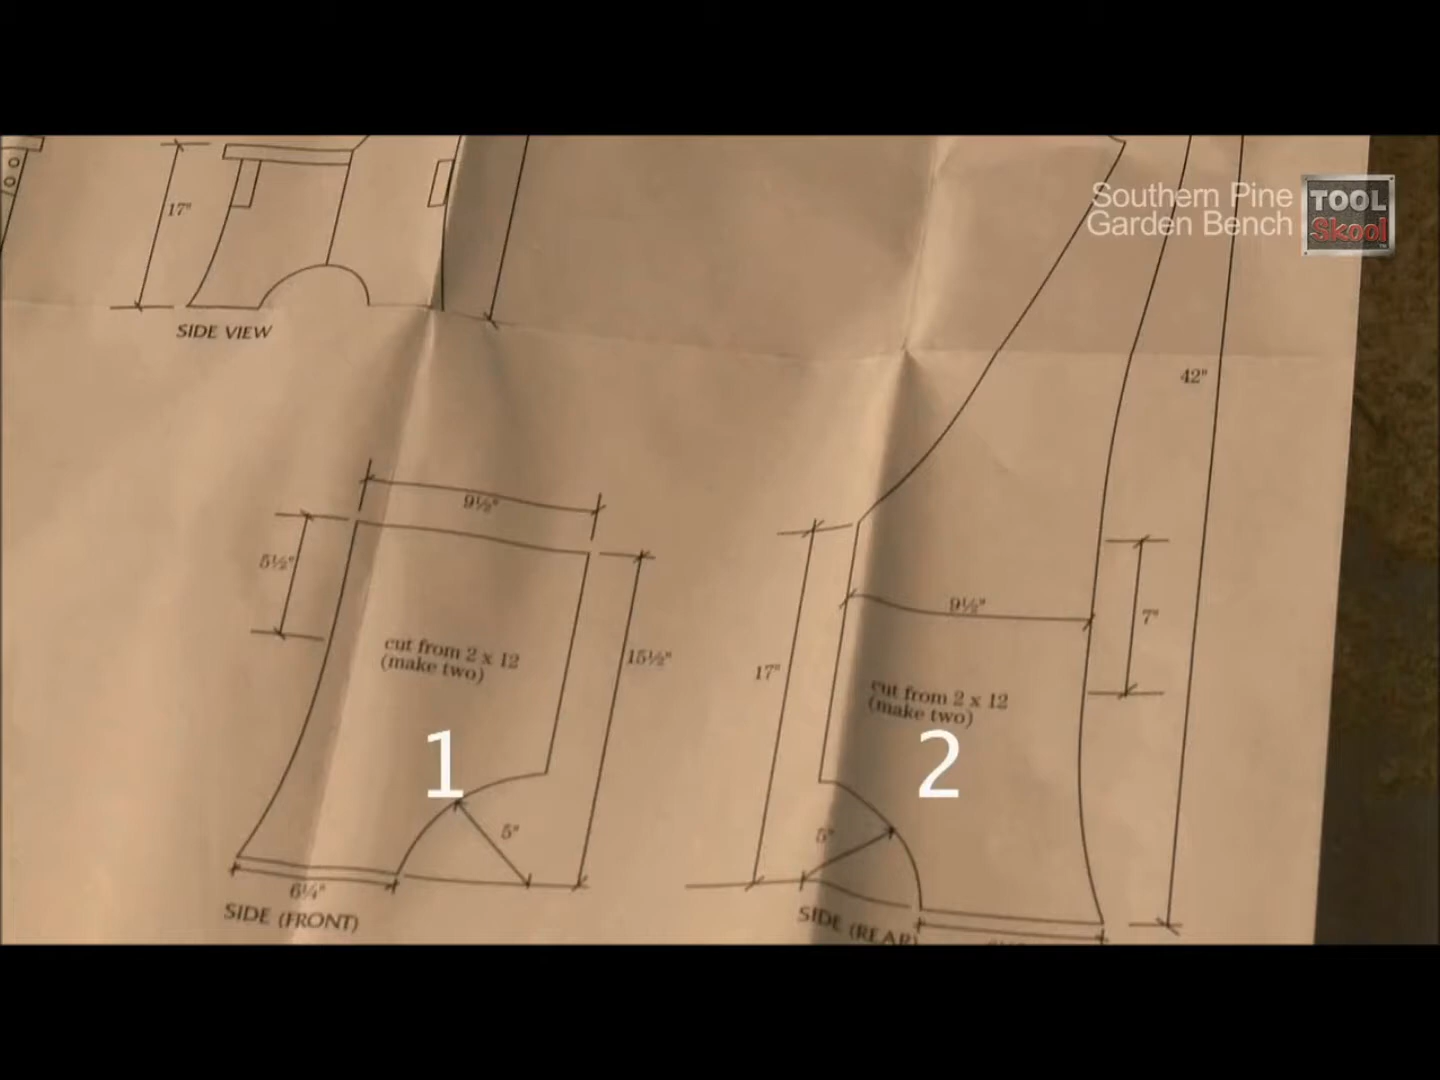 Southern Pine
Garden Bench
TOOL
Skool
17"
SIDE VIEW
42"
9½"
5½"
cut from 2 x 12
(make two)
15½"
1
5"
6¼"
SIDE (FRONT)
9½"
7"
17"
cut from 2 x 12
(make two)
2
5"
SIDE (REAR)